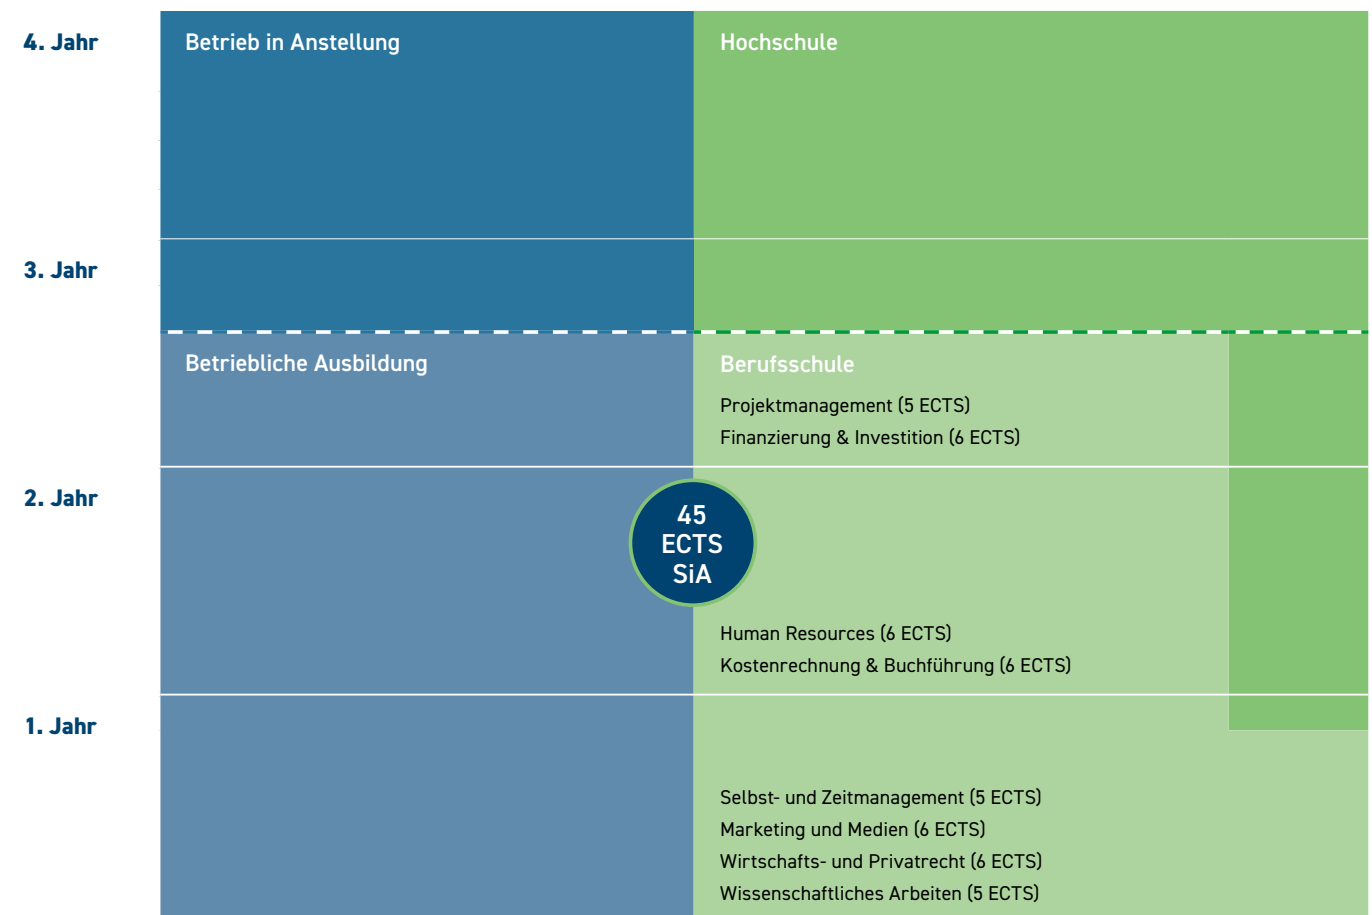 4. Jahr
Betrieb in Anstellung
Hochschule
3. Jahr
Betriebliche Ausbildung
Berufsschule
Projektmanagement (5 ECTS)
Finanzierung & Investition (6 ECTS)
2. Jahr
45
ECTS
SiA
Human Resources (6 ECTS)
Kostenrechnung & Buchführung (6 ECTS)
1. Jahr
Selbst- und Zeitmanagement (5 ECTS)
Marketing und Medien (6 ECTS)
Wirtschafts- und Privatrecht (6 ECTS)
Wissenschaftliches Arbeiten (5 ECTS)